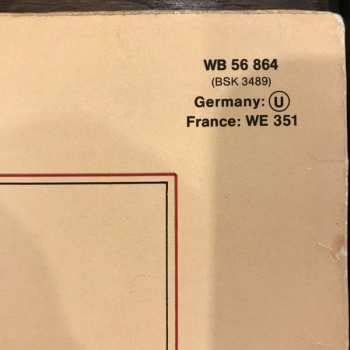 WB 56 864
(BSK 3489)
Germany: Ⓤ
France: WE 351